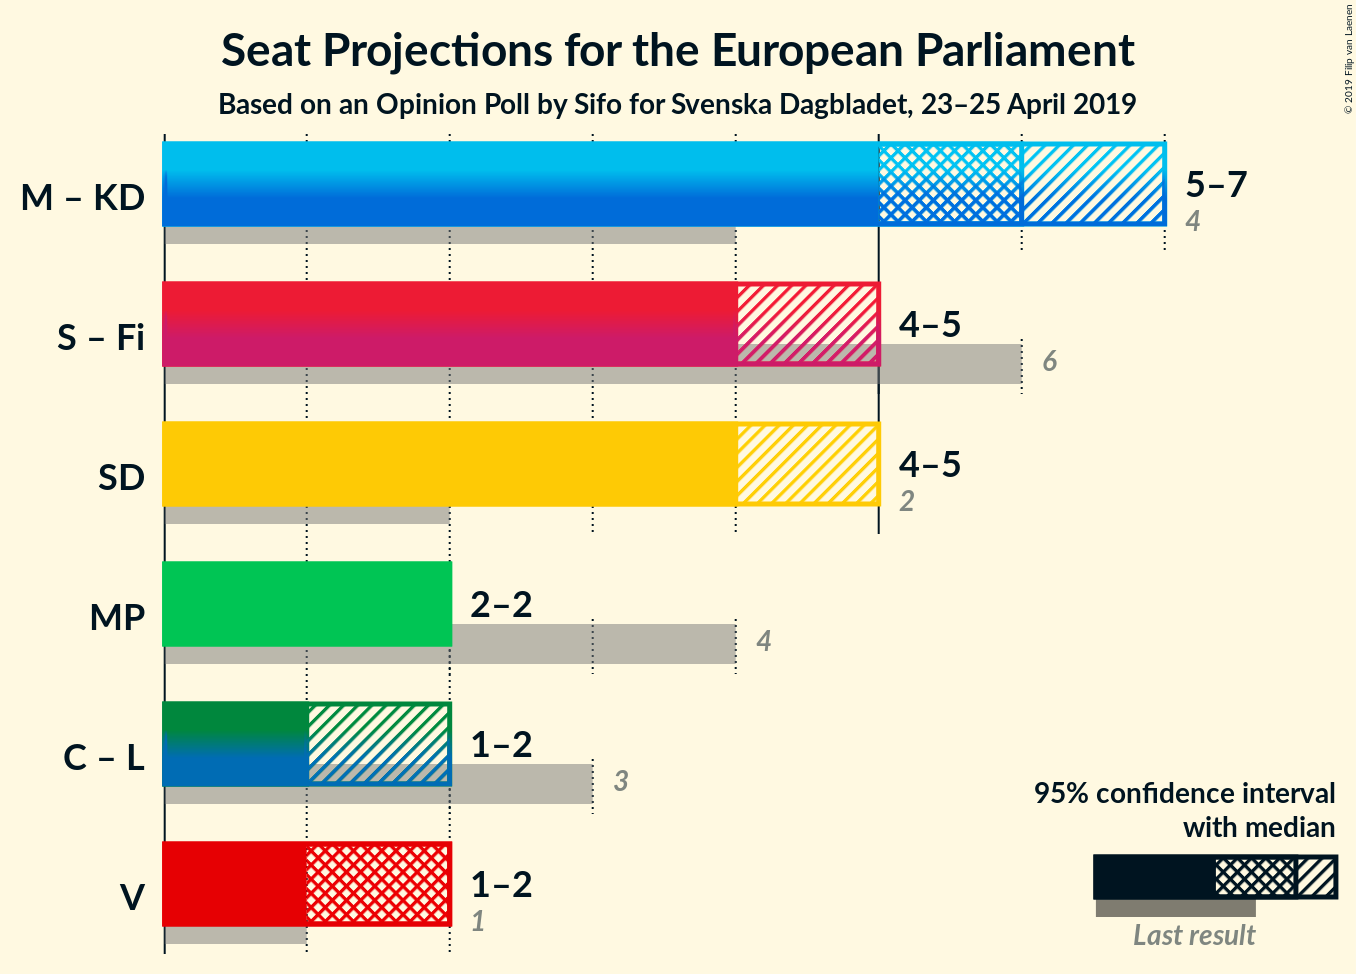 Seat Projections for the European Parliament
Based on an Opinion Poll by Sifo for Svenska Dagbladet, 23–25 April 2019
© 2019 Filip van Laenen
M – KD
5–7
4
S – Fi
4–5
6
SD
4–5
2
MP
2–2
4
C – L
1–2
3
V
1–2
1
95% confidence interval
with median
Last result